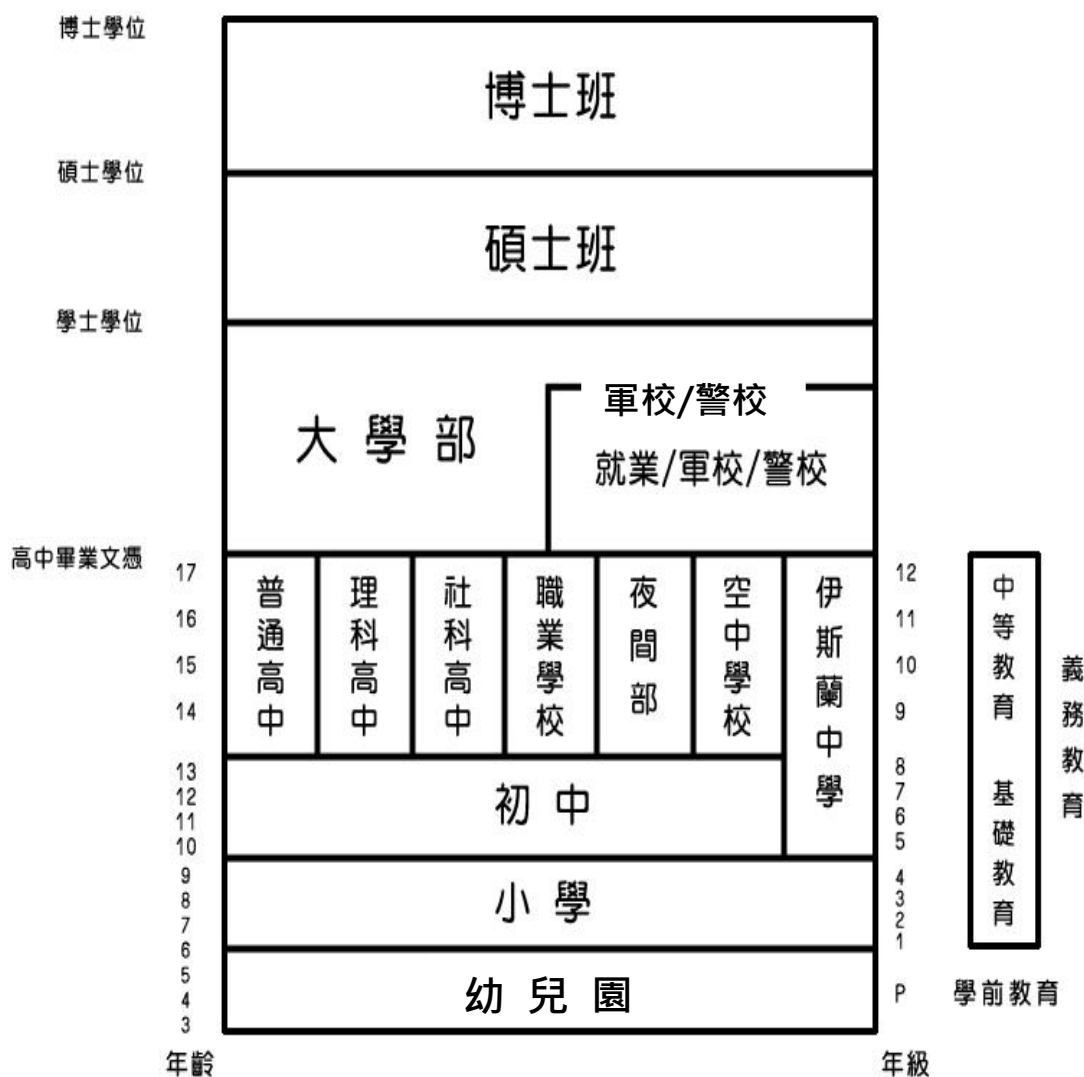 博士學位
博士班
碩士學位
碩士班
學士學位
大學部
軍校/警校
就業/軍校/警校
高中畢業文憑
17
16
15
14
13
12
11
10
9
8
7
6
5
4
3
年齡
普通高中
理科高中
社科高中
職業學校
夜間部
空中學校
伊斯蘭中學
初中
小學
幼兒園
12
11
10
9
8
7
6
5
4
3
2
1
P
年級
中等教育
基礎教育
義務教育
學前教育